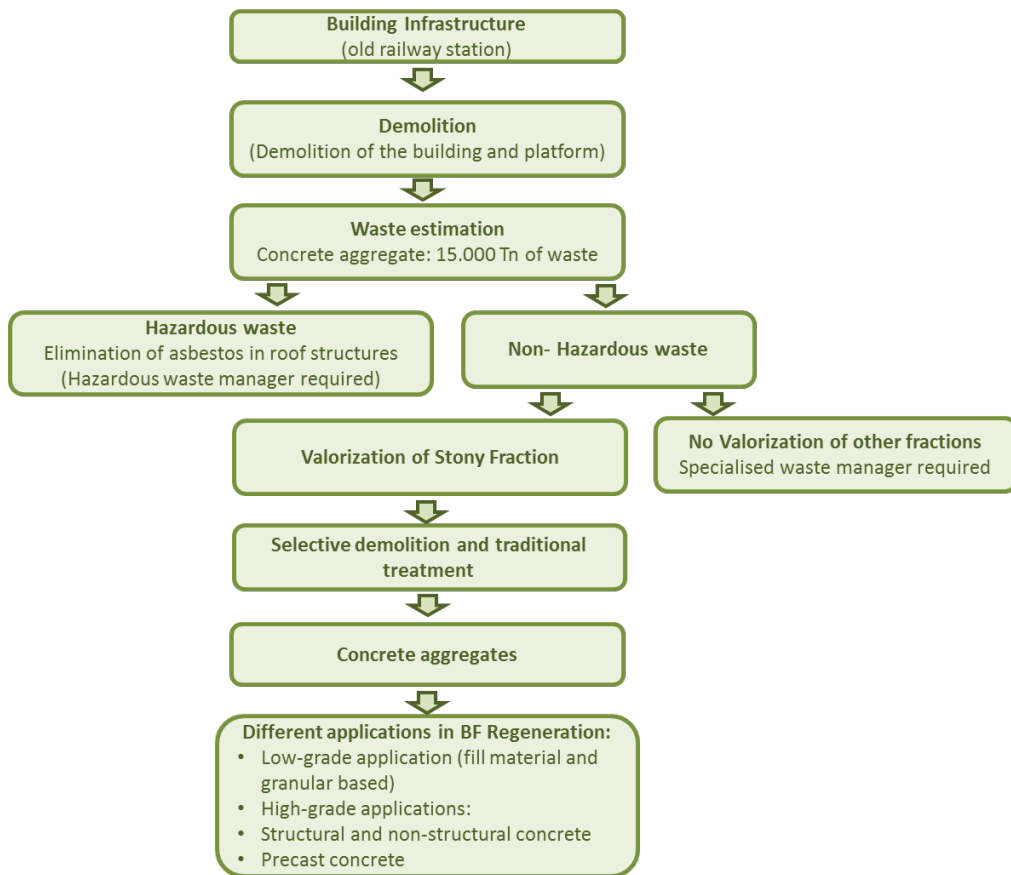 Building Infrastructure
(old railway station)
Demolition
(Demolition of the building and platform)
Waste estimation
Concrete aggregate: 15.000 Tn of waste
Hazardous waste
Elimination of asbestos in roof structures
(Hazardous waste manager required)
Non- Hazardous waste
Valorization of Stony Fraction
No Valorization of other fractions
Specialised waste manager required
Selective demolition and traditional
treatment
Concrete aggregates
Different applications in BF Regeneration:
• Low-grade application (fill material and
granular based)
• High-grade applications:
• Structural and non-structural concrete
• Precast concrete